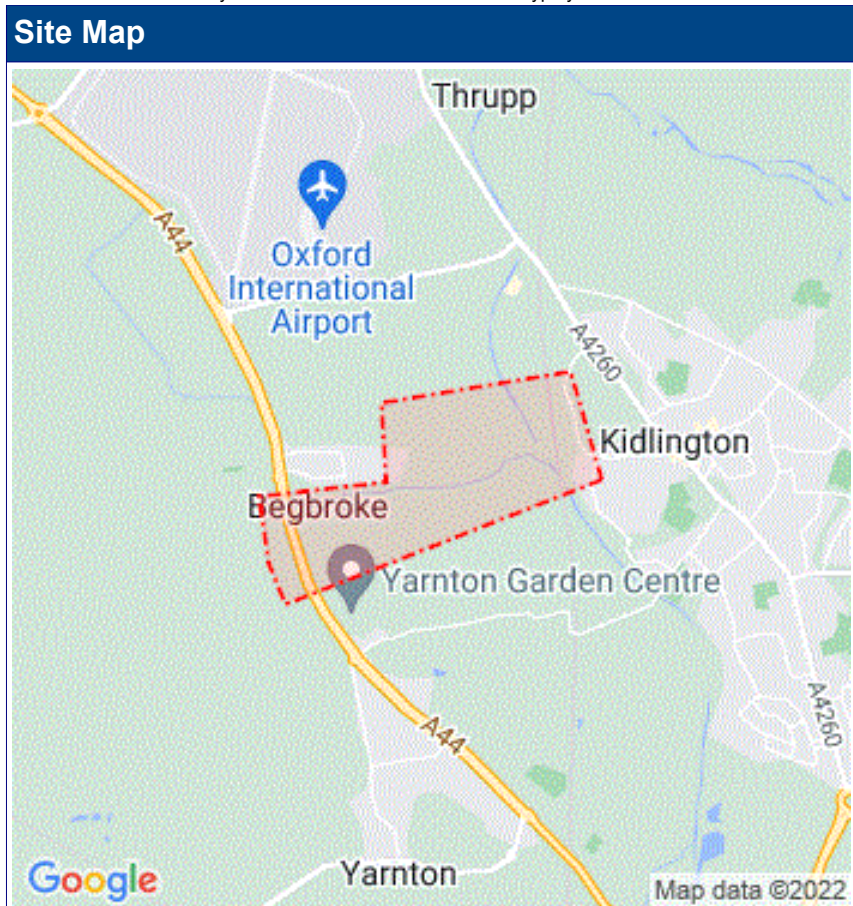 Site Map
Thrupp
A44
Oxford
International
Airport
A4260
Kidlington
Begbroke
Yarnton Garden Centre
A44
A4260
Yarnton
Google
Map data ©2022